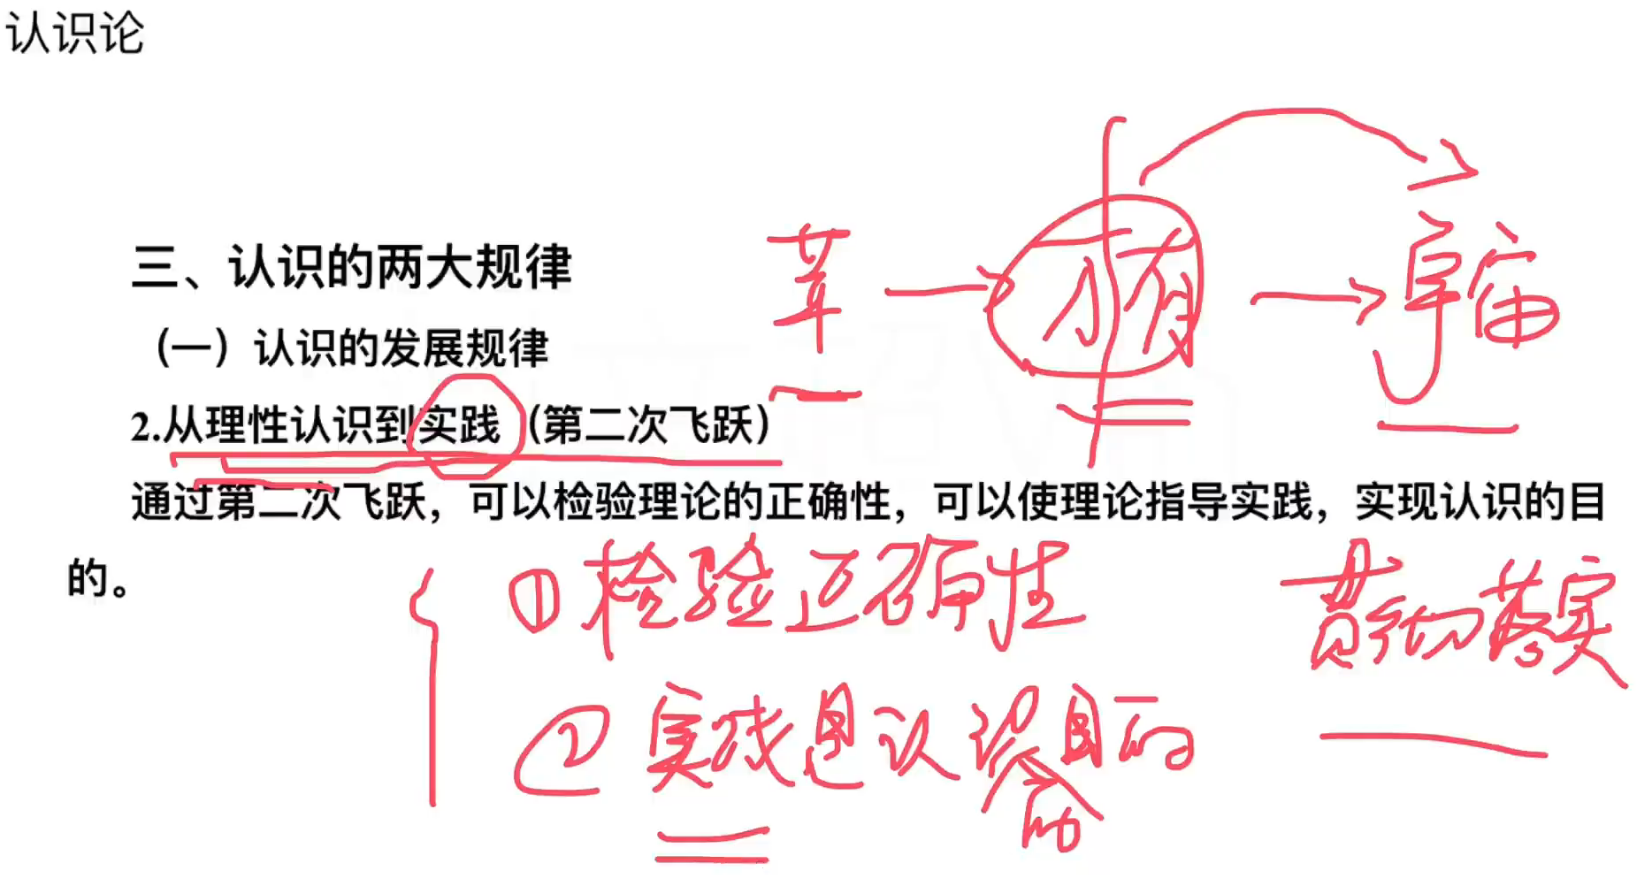 认识论
三、认识的两大规律
苹 → 万有 → 宇宙
（一）认识的发展规律
2.从理性认识到实践（第二次飞跃）
通过第二次飞跃，可以检验理论的正确性，可以使理论指导实践，实现认识的目
的。
① 检验正确性
贯彻落实
② 实践是认识的目的